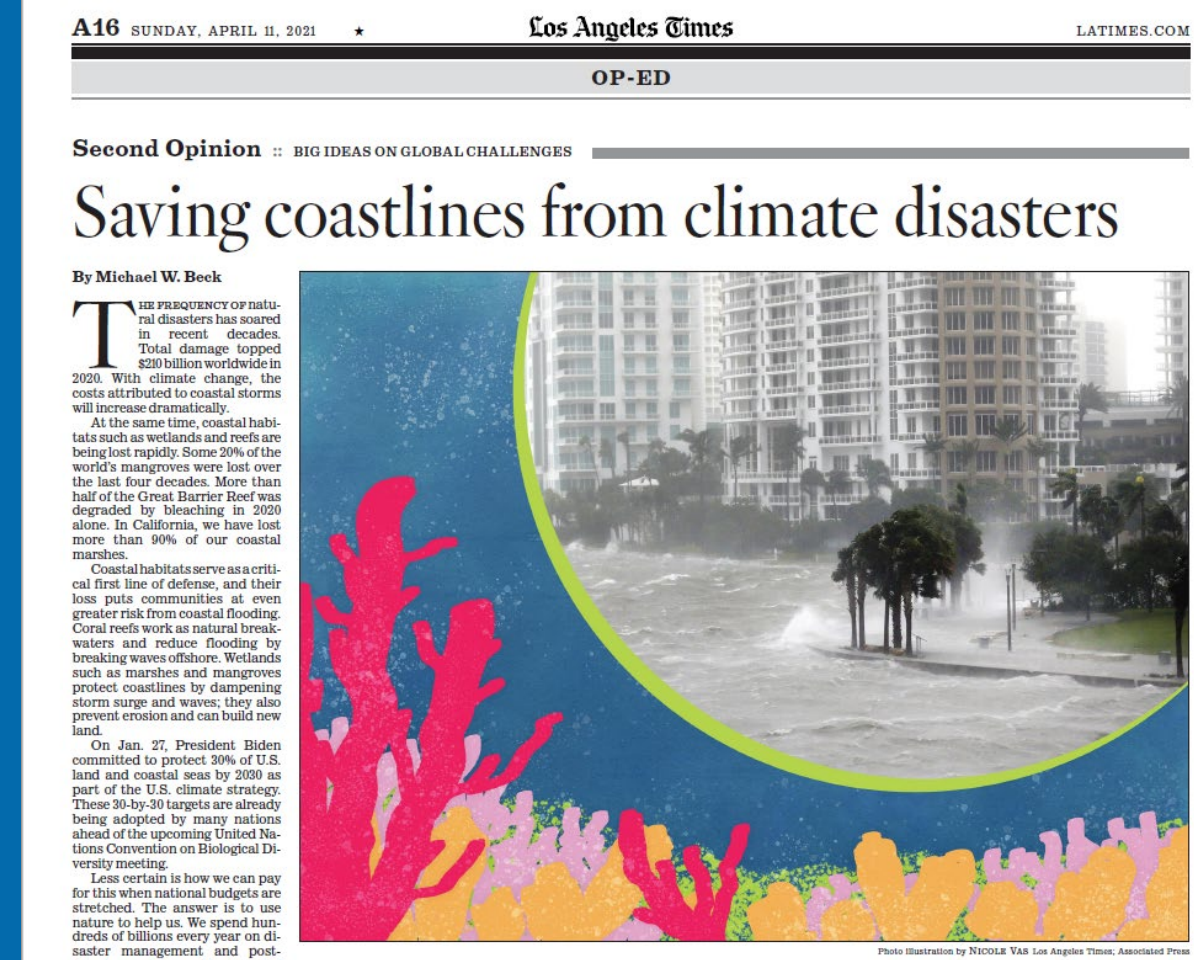 A16 SUNDAY, APRIL 11, 2021 ★ Los Angeles Times LATIMES.COM
OP-ED
Second Opinion :: BIG IDEAS ON GLOBAL CHALLENGES
Saving coastlines from climate disasters
By Michael W. Beck
THE FREQUENCY OF natu-
ral disasters has soared
in recent decades.
Total damage topped
$210 billion worldwide in
2020. With climate change, the
costs attributed to coastal storms
will increase dramatically.
At the same time, coastal habi-
tats such as wetlands and reefs are
being lost rapidly. Some 20% of the
world's mangroves were lost over
the last four decades. More than
half of the Great Barrier Reef was
degraded by bleaching in 2020
alone. In California, we have lost
more than 90% of our coastal
marshes.
Coastal habitats serve as a criti-
cal first line of defense, and their
loss puts communities at even
greater risk from coastal flooding.
Coral reefs work as natural break-
waters and reduce flooding by
breaking waves offshore. Wetlands
such as marshes and mangroves
protect coastlines by dampening
storm surge and waves; they also
prevent erosion and can build new
land.
On Jan. 27, President Biden
committed to protect 30% of U.S.
land and coastal seas by 2030 as
part of the U.S. climate strategy.
These 30-by-30 targets are already
being adopted by many nations
ahead of the upcoming United Na-
tions Convention on Biological Di-
versity meeting.
Less certain is how we can pay
for this when national budgets are
stretched. The answer is to use
nature to help us. We spend hun-
dreds of billions every year on di-
saster management and post-
Photo illustration by NICOLE VAS Los Angeles Times; Associated Press